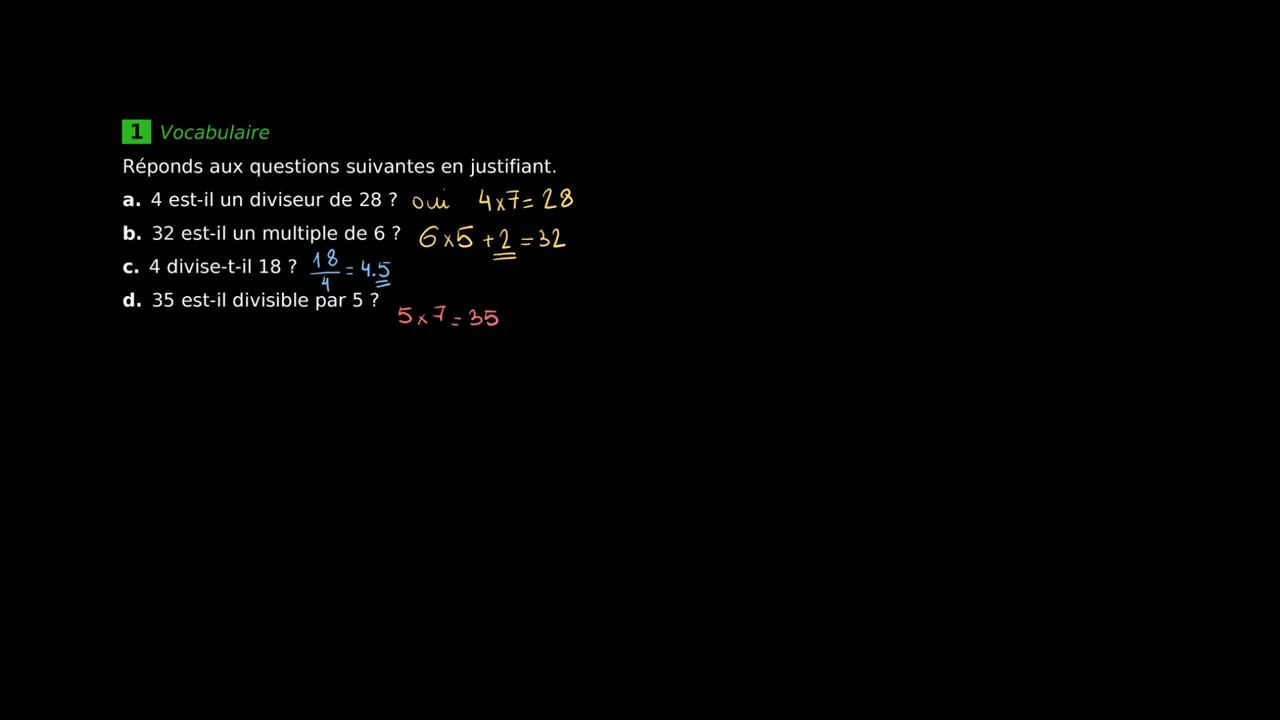 1 Vocabulaire
Réponds aux questions suivantes en justifiant.
a. 4 est-il un diviseur de 28 ? oui 4x7=28
b. 32 est-il un multiple de 6 ? 6x5+2=32
c. 4 divise-t-il 18 ? 18/4=4.5
d. 35 est-il divisible par 5 ?
5x7=35